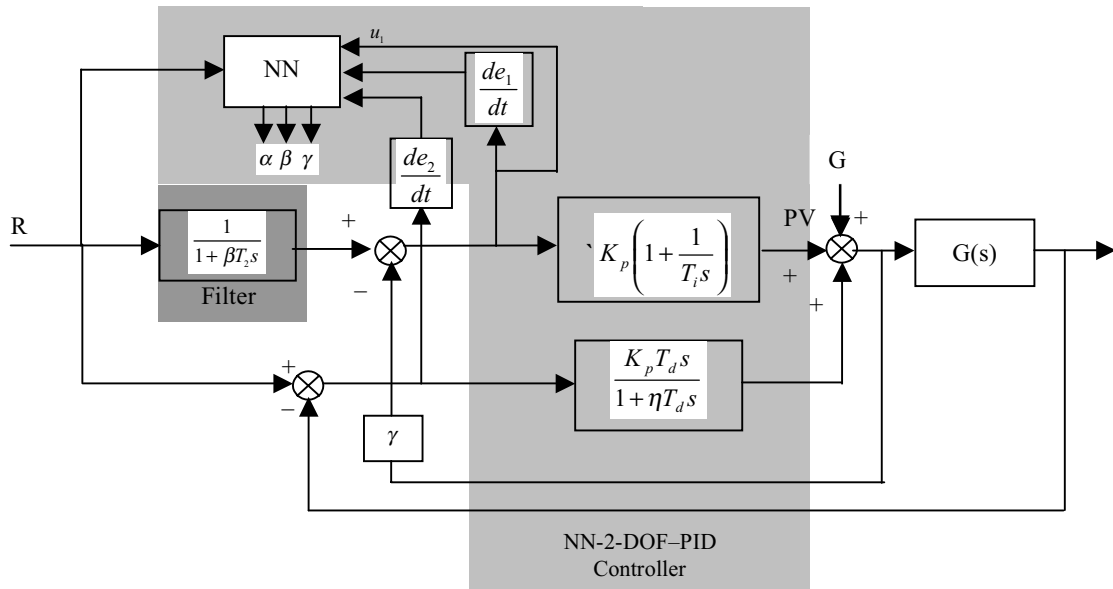 u₁
NN
de₁
dt
α β γ
de₂
dt
G
R
+
1
1 + βT₂s
Filter
−
` K_p ( 1 + 1 / T_i s )
PV
+
+
+
G(s)
+
−
K_p T_d s
1 + ηT_d s
γ
NN-2-DOF–PID
Controller